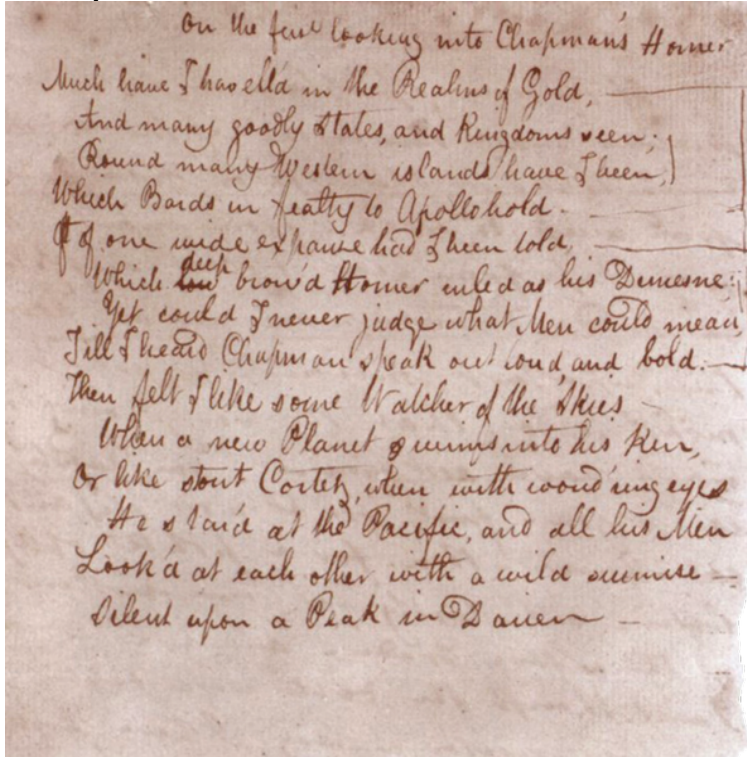 On the first looking into Chapman's Homer
Much have I travell'd in the Realms of Gold,
And many goodly States, and Kingdoms seen;
Round many Western islands have I been,
Which Bards in fealty to Apollo hold.
Of one wide expanse had I been told,
Which low deep brow'd Homer ruled as his Demesne:
Yet could I never judge what Men could mean,
Till I heard Chapman speak out loud, and bold.
Then felt I like some Watcher of the Skies
When a new Planet swims into his Ken,
Or like stout Cortez, when with wond'ring eyes
He star'd at the Pacific, and all his Men
Look'd at each other with a wild surmise
Silent upon a Peak in Darien